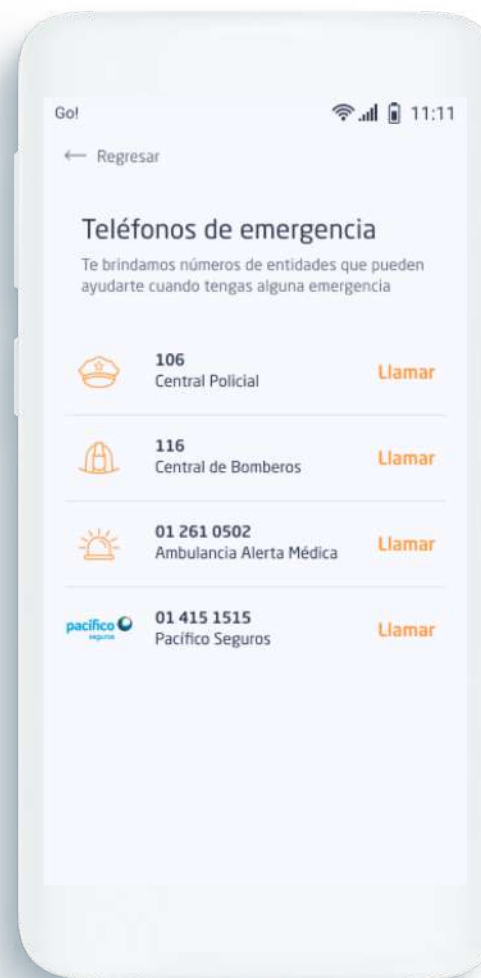 Go!
11:11
← Regresar
Teléfonos de emergencia
Te brindamos números de entidades que pueden
ayudarte cuando tengas alguna emergencia
106
Central Policial
Llamar
116
Central de Bomberos
Llamar
01 261 0502
Ambulancia Alerta Médica
Llamar
pacífico
seguros
01 415 1515
Pacífico Seguros
Llamar